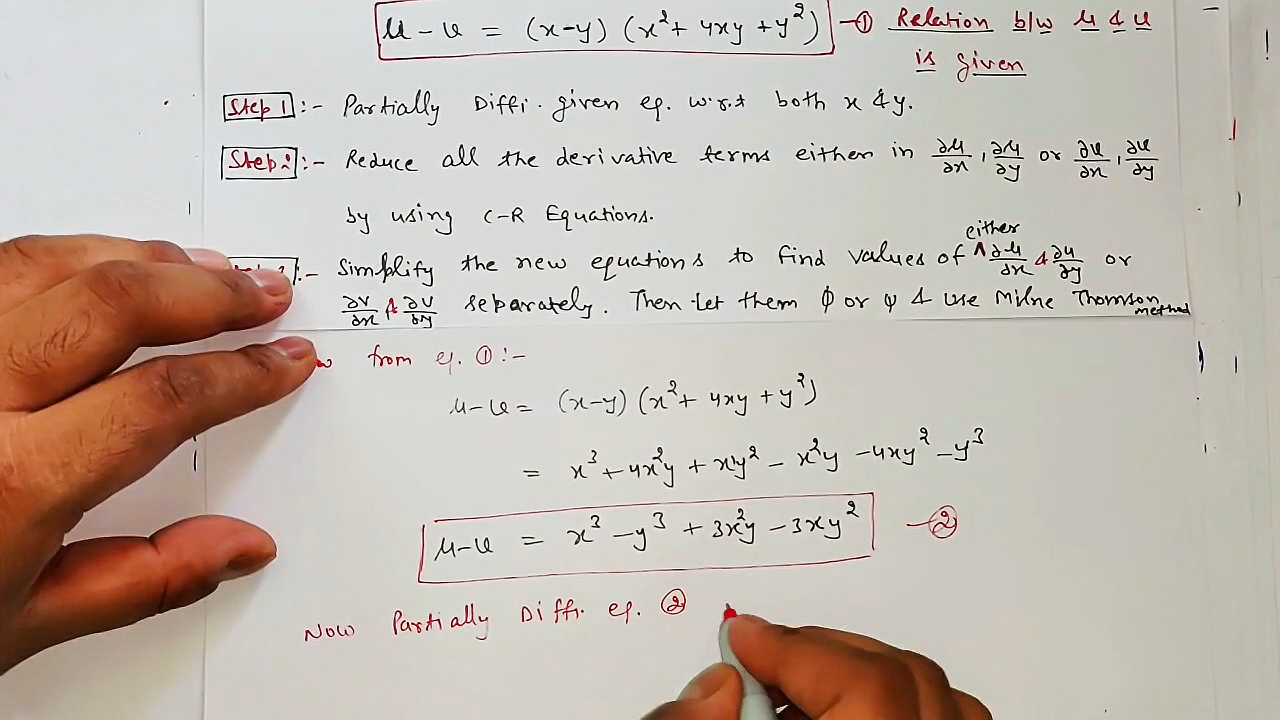 u - v = (x-y) (x² + 4xy + y²) —① Relation b/w u & v
is given
Step 1 :- Partially Diffi. given eq. w.r.t both x & y.
Step 2 :- Reduce all the derivative terms either in ∂u/∂x, ∂u/∂y or ∂v/∂x, ∂v/∂y
by using C-R Equations.
:- Simplify the new equations to find values of either ∂u/∂x & ∂u/∂y or
∂v/∂x & ∂v/∂y separately. Then let them φ or ψ & use Milne Thomson method
from eq. ① :-
u-v = (x-y) (x² + 4xy + y²)
= x³ + 4x²y + xy² - x²y - 4xy² - y³
u-v = x³ - y³ + 3x²y - 3xy² —②
Now Partially Diffi. eq. ②